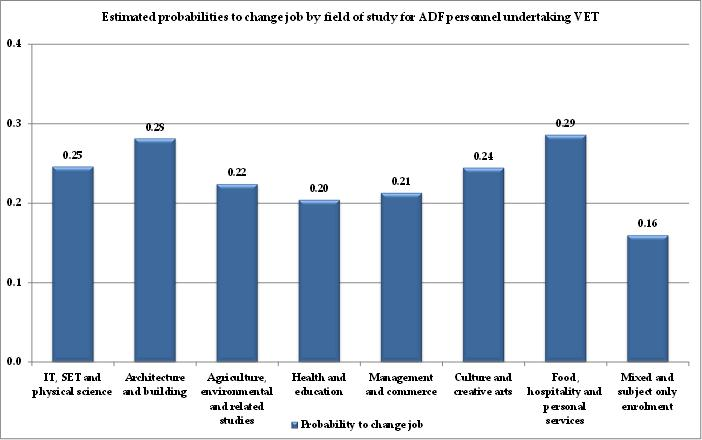 Estimated probabilities to change job by field of study for ADF personnel undertaking VET
0.4
0.3
0.2
0.1
0.0
0.25
0.28
0.22
0.20
0.21
0.24
0.29
0.16
IT, SET and
physical science
Architecture
and building
Agriculture,
environmental
and related
studies
Health and
education
Management
and commerce
Culture and
creative arts
Food,
hospitality and
personal
services
Mixed and
subject only
enrolment
Probability to change job